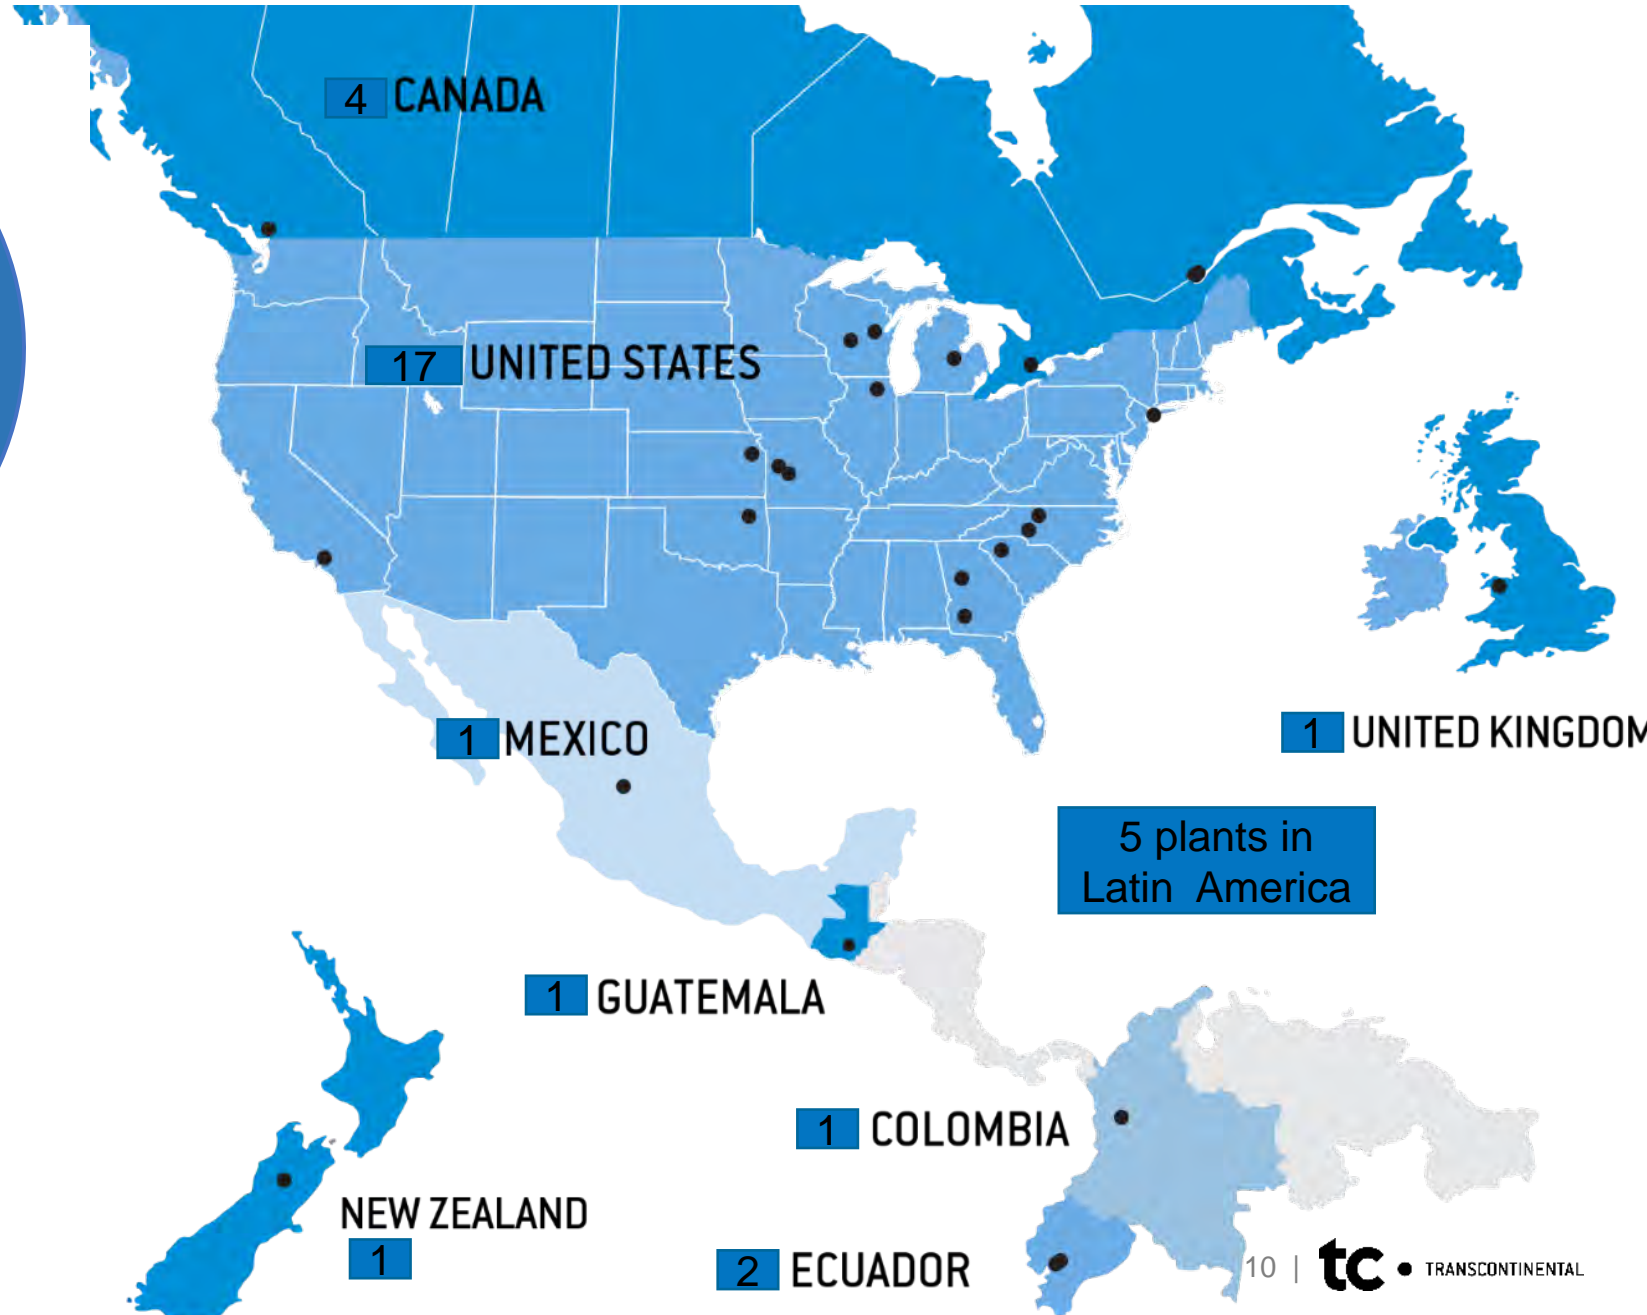 4 CANADA
17 UNITED STATES
1 MEXICO
1 UNITED KINGDOM
5 plants in
Latin America
1 GUATEMALA
1 COLOMBIA
NEW ZEALAND
1
2 ECUADOR
10 | tc • TRANSCONTINENTAL